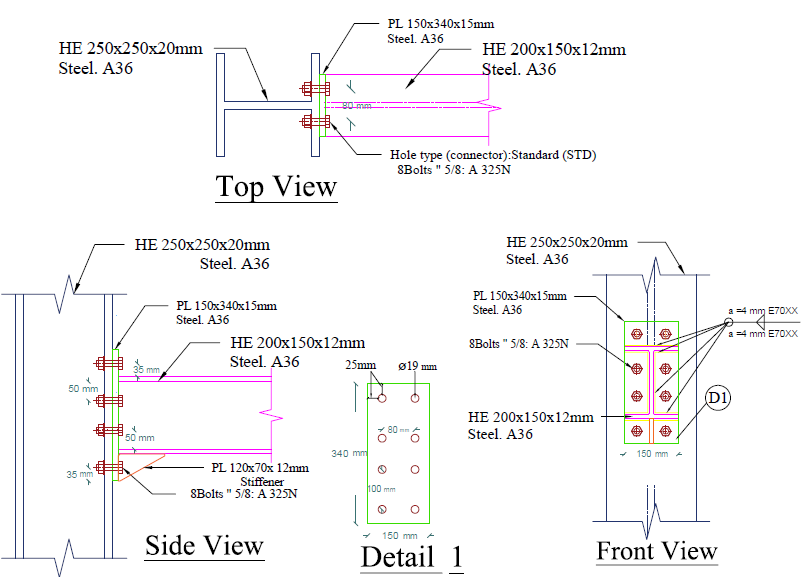 PL 150x340x15mm
Steel. A36
HE 250x250x20mm
Steel. A36
HE 200x150x12mm
Steel. A36
80 mm
Hole type (connector):Standard (STD)
8Bolts " 5/8: A 325N
Top View
HE 250x250x20mm
Steel. A36
PL 150x340x15mm
Steel. A36
HE 200x150x12mm
Steel. A36
35 mm
50 mm
50 mm
35 mm
PL 120x70x 12mm
Stiffener
8Bolts " 5/8: A 325N
Side View
25mm
Ø19 mm
80 mm
340 mm
100 mm
150 mm
Detail 1
HE 250x250x20mm
Steel. A36
PL 150x340x15mm
Steel. A36
a =4 mm E70XX
a =4 mm E70XX
8Bolts " 5/8: A 325N
D1
HE 200x150x12mm
Steel. A36
150 mm
Front View